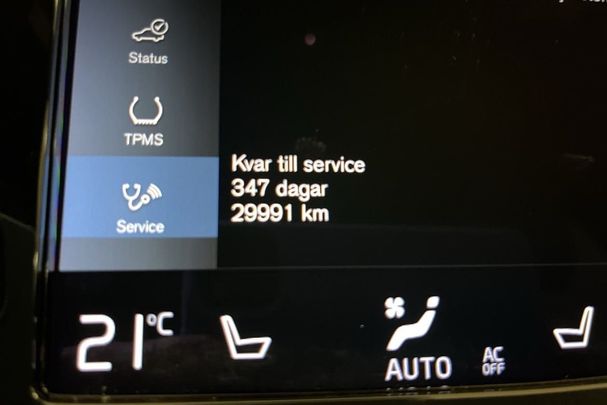 Status
TPMS
Service
Kvar till service
347 dagar
29991 km
21°C
AUTO
AC
OFF